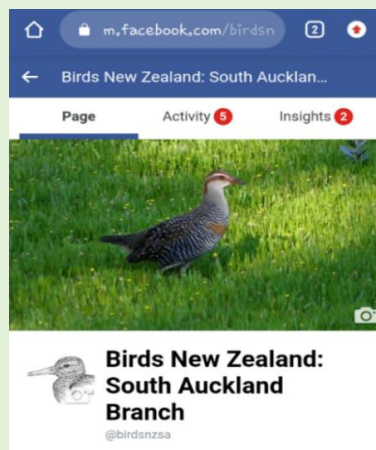 m.facebook.com/birdsn 2
Birds New Zealand: South Aucklan...
Page Activity 5 Insights 2
Birds New Zealand:
South Auckland
Branch
@birdsnzsa